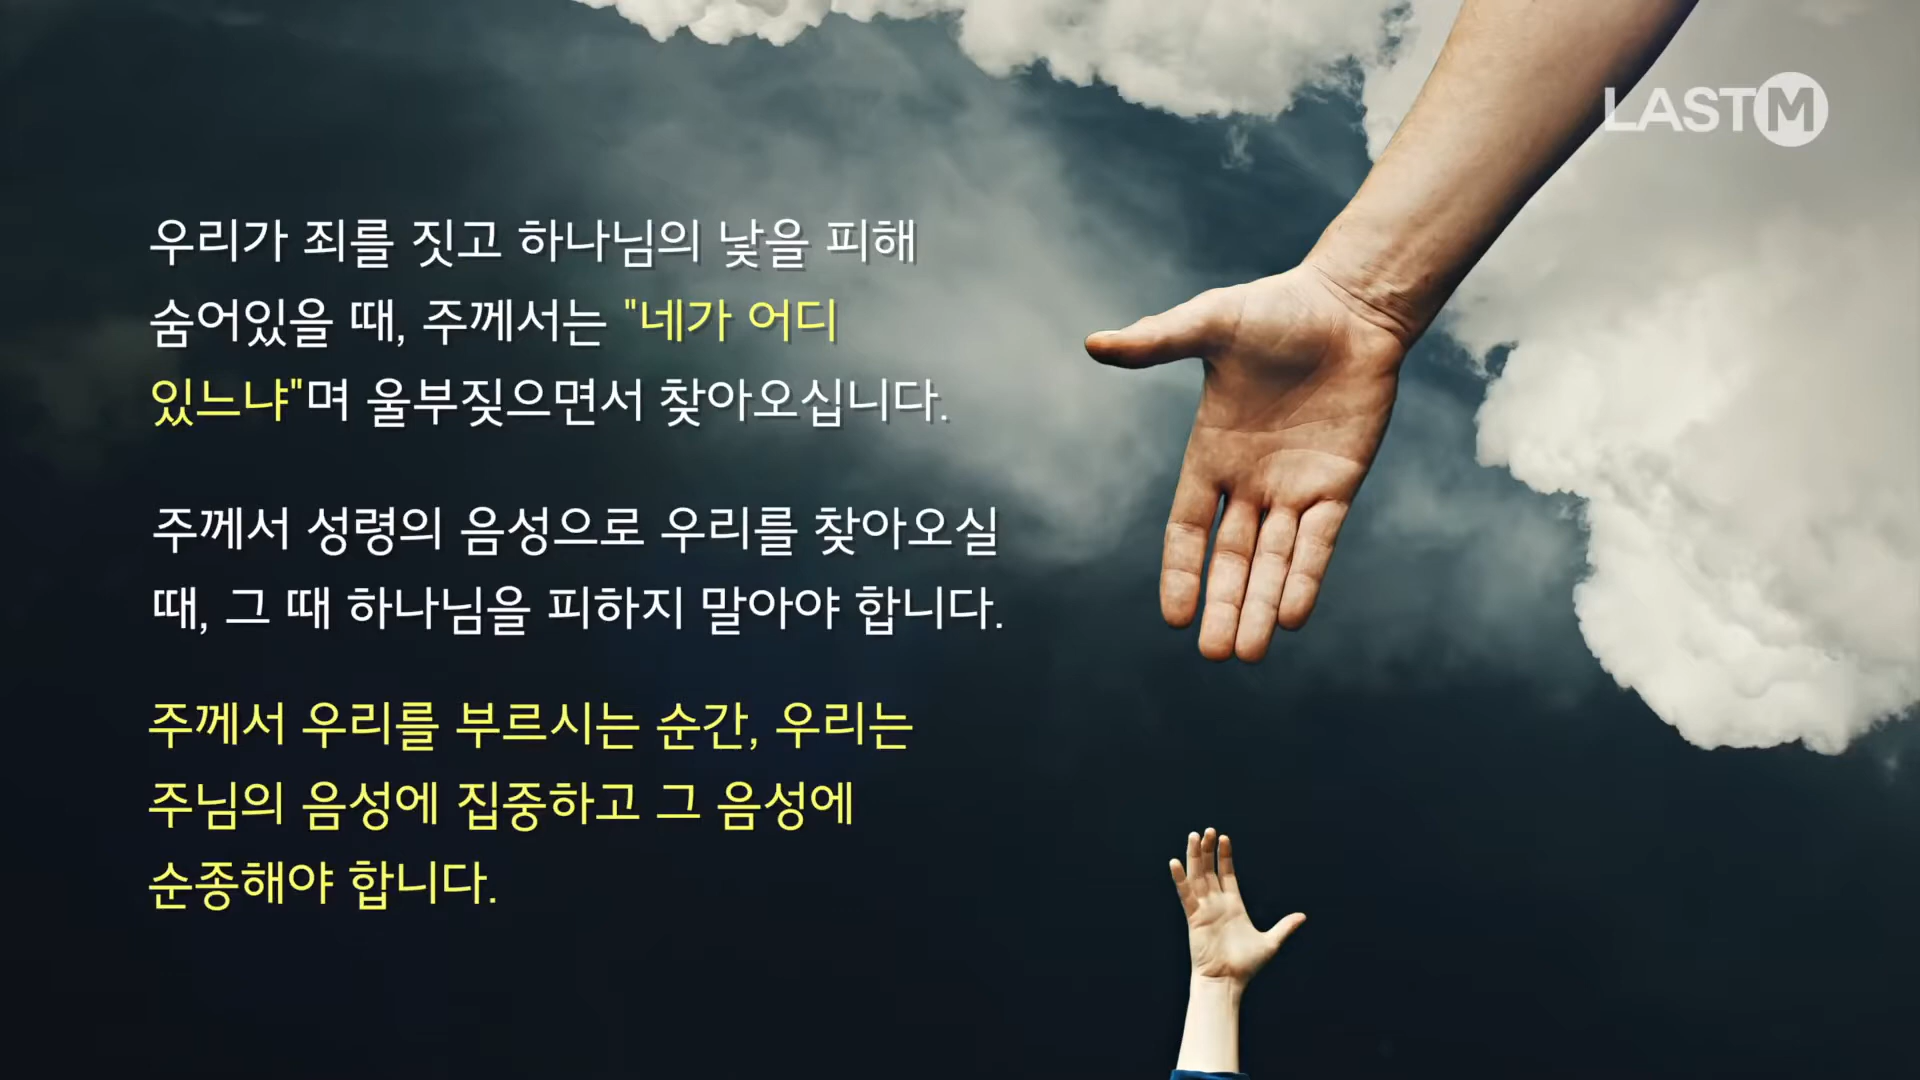 LASTM
우리가 죄를 짓고 하나님의 낯을 피해
숨어있을 때, 주께서는 "네가 어디
있느냐"며 울부짖으면서 찾아오십니다.
주께서 성령의 음성으로 우리를 찾아오실
때, 그 때 하나님을 피하지 말아야 합니다.
주께서 우리를 부르시는 순간, 우리는
주님의 음성에 집중하고 그 음성에
순종해야 합니다.